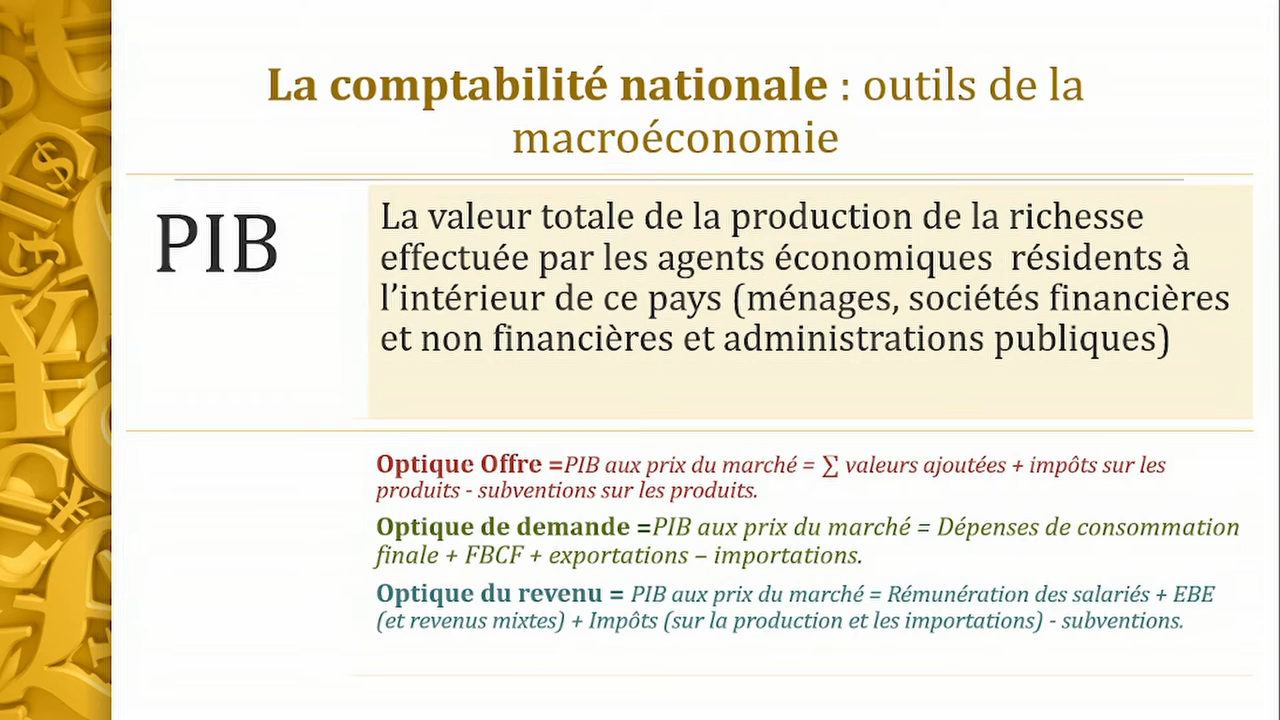 La comptabilité nationale : outils de la
macroéconomie
PIB
La valeur totale de la production de la richesse
effectuée par les agents économiques  résidents à
l’intérieur de ce pays (ménages, sociétés financières
et non financières et administrations publiques)
Optique Offre =PIB aux prix du marché = ∑ valeurs ajoutées + impôts sur les
produits - subventions sur les produits.
Optique de demande =PIB aux prix du marché = Dépenses de consommation
finale + FBCF + exportations – importations.
Optique du revenu = PIB aux prix du marché = Rémunération des salariés + EBE
(et revenus mixtes) + Impôts (sur la production et les importations) - subventions.